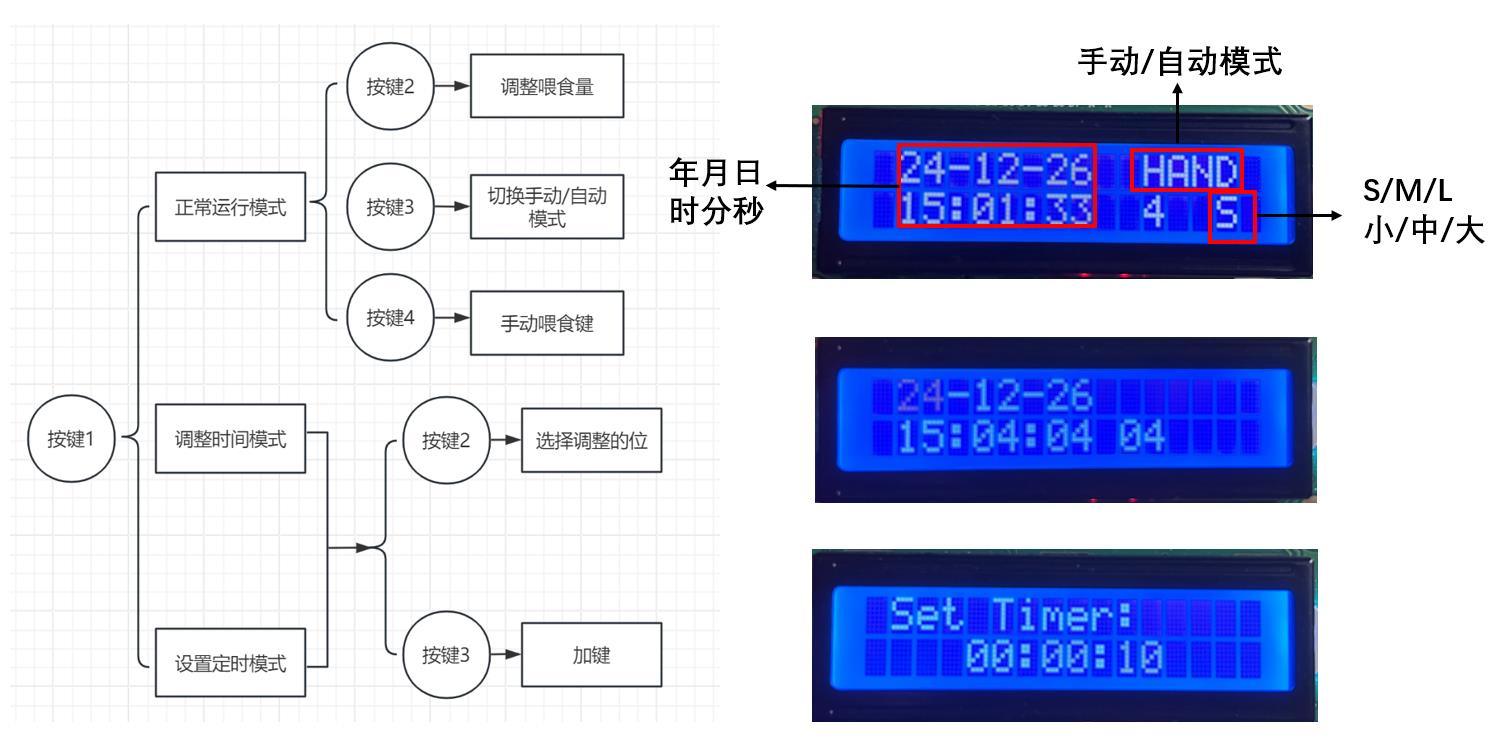 按键2
调整喂食量
正常运行模式
按键3
切换手动/自动
模式
按键4
手动喂食键
按键1
调整时间模式
按键2
选择调整的位
设置定时模式
按键3
加键
手动/自动模式
年月日
时分秒
24-12-26 HAND
15:01:33 4 S
S/M/L
小/中/大
24-12-26
15:04:04 04
Set Timer:
00:00:10